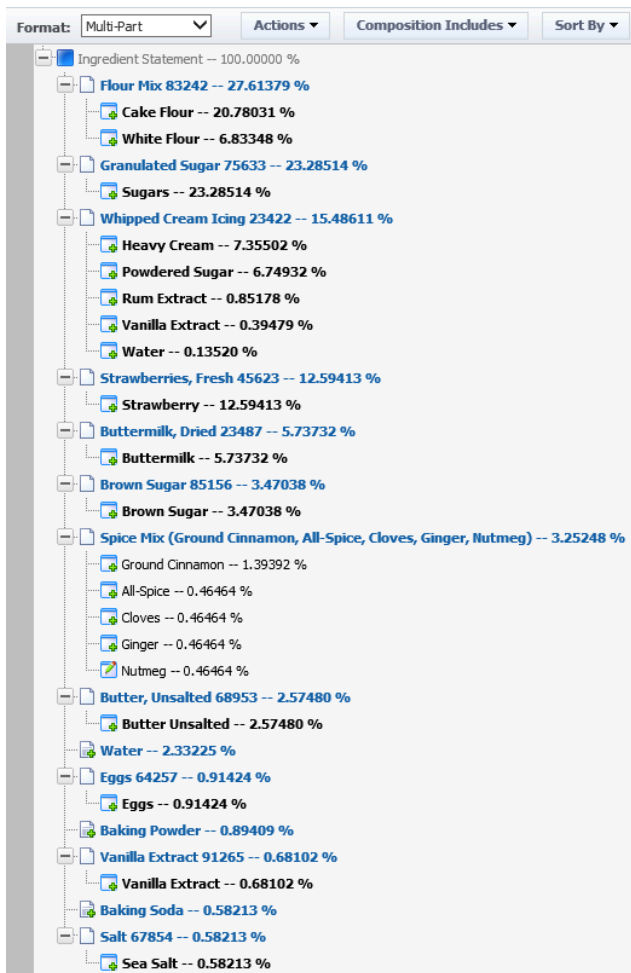 Format: Multi-Part Actions Composition Includes Sort By
Ingredient Statement -- 100.00000 %
Flour Mix 83242 -- 27.61379 %
Cake Flour -- 20.78031 %
White Flour -- 6.83348 %
Granulated Sugar 75633 -- 23.28514 %
Sugars -- 23.28514 %
Whipped Cream Icing 23422 -- 15.48611 %
Heavy Cream -- 7.35502 %
Powdered Sugar -- 6.74932 %
Rum Extract -- 0.85178 %
Vanilla Extract -- 0.39479 %
Water -- 0.13520 %
Strawberries, Fresh 45623 -- 12.59413 %
Strawberry -- 12.59413 %
Buttermilk, Dried 23487 -- 5.73732 %
Buttermilk -- 5.73732 %
Brown Sugar 85156 -- 3.47038 %
Brown Sugar -- 3.47038 %
Spice Mix (Ground Cinnamon, All-Spice, Cloves, Ginger, Nutmeg) -- 3.25248 %
Ground Cinnamon -- 1.39392 %
All-Spice -- 0.46464 %
Cloves -- 0.46464 %
Ginger -- 0.46464 %
Nutmeg -- 0.46464 %
Butter, Unsalted 68953 -- 2.57480 %
Butter Unsalted -- 2.57480 %
Water -- 2.33225 %
Eggs 64257 -- 0.91424 %
Eggs -- 0.91424 %
Baking Powder -- 0.89409 %
Vanilla Extract 91265 -- 0.68102 %
Vanilla Extract -- 0.68102 %
Baking Soda -- 0.58213 %
Salt 67854 -- 0.58213 %
Sea Salt -- 0.58213 %